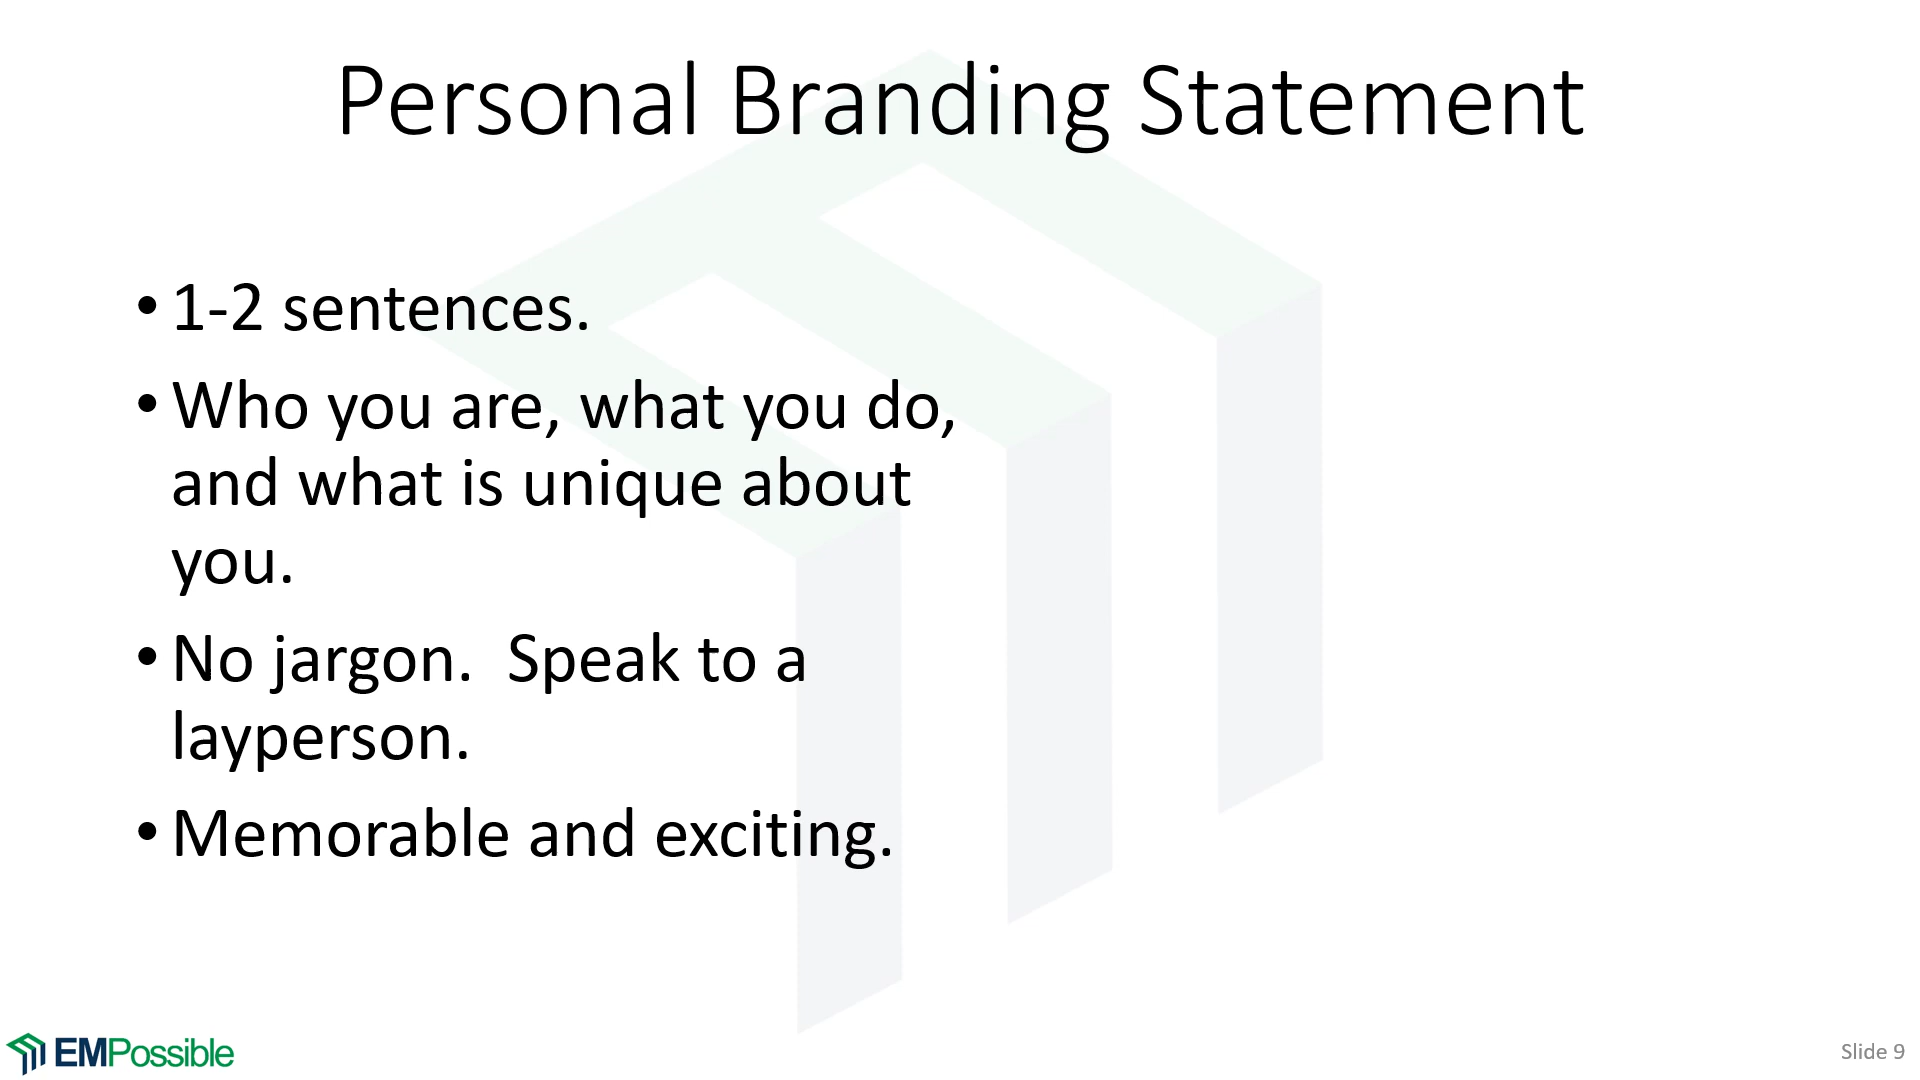 Personal Branding Statement
• 1-2 sentences.
• Who you are, what you do,
and what is unique about
you.
• No jargon.  Speak to a
layperson.
• Memorable and exciting.
EMPossible
Slide 9